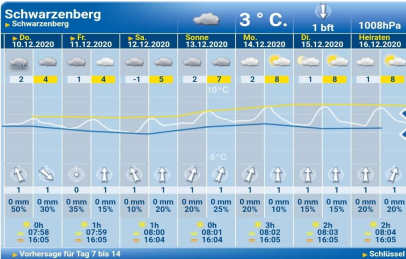 Schwarzenberg
Schwarzenberg
3 ° C.
1 bft
1008hPa
Do. Fr. Sa. Sonne Mo. Di. Heiraten
10.12.2020 11.12.2020 12.12.2020 13.12.2020 14.12.2020 15.12.2020 16.12.2020
2 4 1 4 -1 5 2 7 2 8 1 8 1 8
10°C
-5°C
1 1 0 1 1 1 1 1 1 1 1 1 1 1
0 mm 0 mm 0 mm 0 mm 0 mm 0 mm 0 mm 0 mm 0 mm 0 mm 0 mm 0 mm 0 mm 0 mm
50% 30% 35% 15% 10% 20% 20% 25% 20% 10% 15% 15% 20% 20%
0h 1h 1h 0h 3h 2h 2h
07:58 07:59 08:00 08:01 08:02 08:03 08:04
16:05 16:05 16:04 16:04 16:05 16:05 16:05
Vorhersage für Tag 7 bis 14
Schlüssel